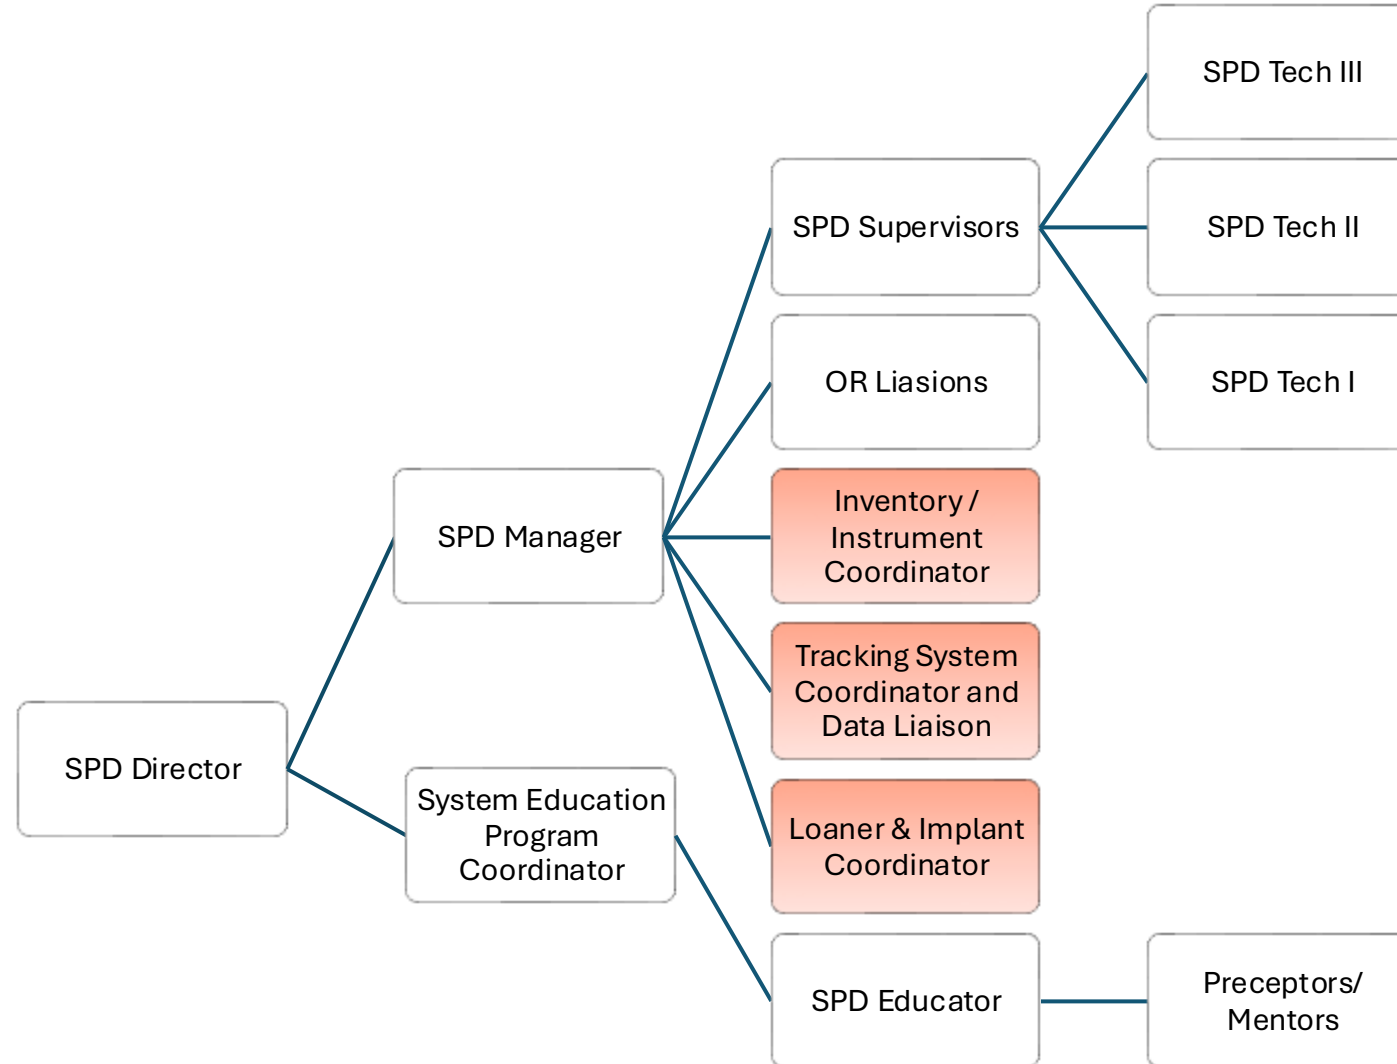 SPD Tech III
SPD Supervisors
SPD Tech II
OR Liasions
SPD Tech I
SPD Manager
Inventory /
Instrument
Coordinator
Tracking System
Coordinator and
Data Liaison
SPD Director
System Education
Program
Coordinator
Loaner & Implant
Coordinator
SPD Educator
Preceptors/
Mentors